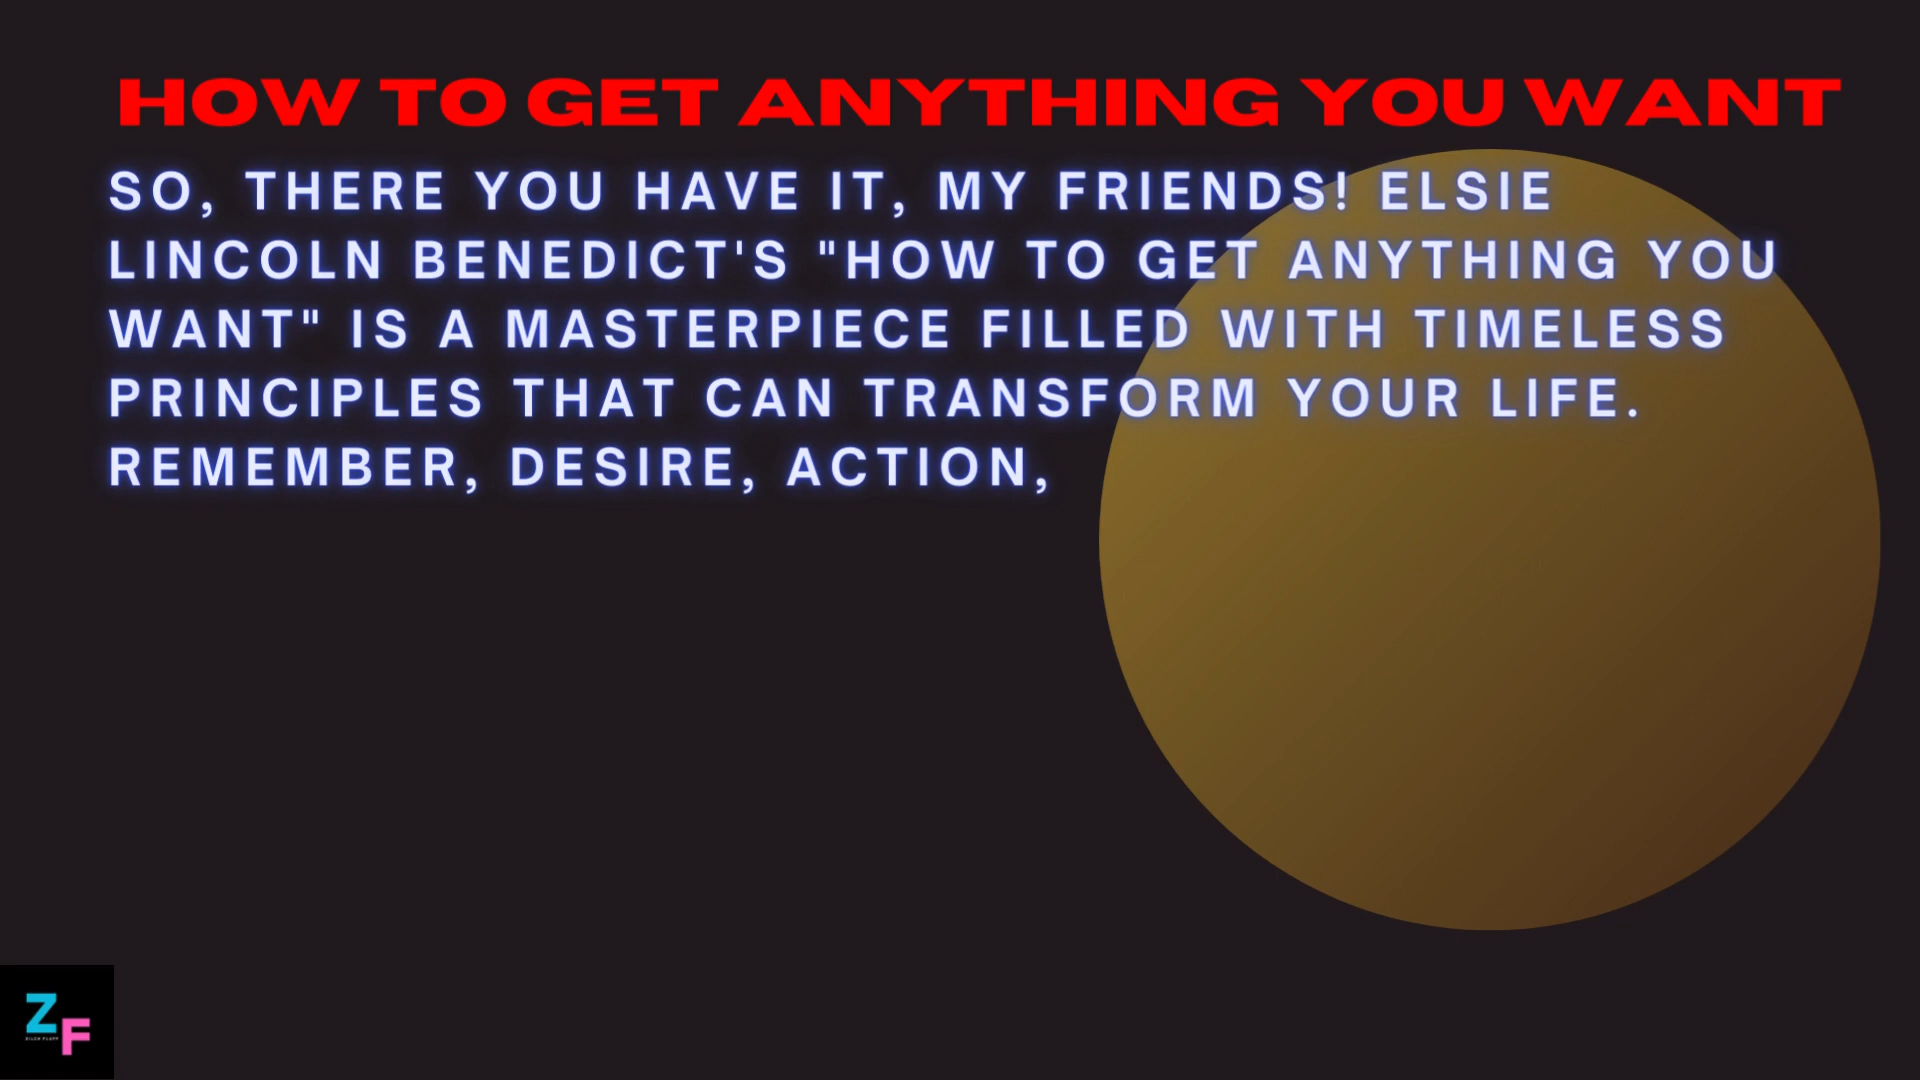 HOW TO GET ANYTHING YOU WANT
SO, THERE YOU HAVE IT, MY FRIENDS! ELSIE
LINCOLN BENEDICT'S "HOW TO GET ANYTHING YOU
WANT" IS A MASTERPIECE FILLED WITH TIMELESS
PRINCIPLES THAT CAN TRANSFORM YOUR LIFE.
REMEMBER, DESIRE, ACTION,
Z
F